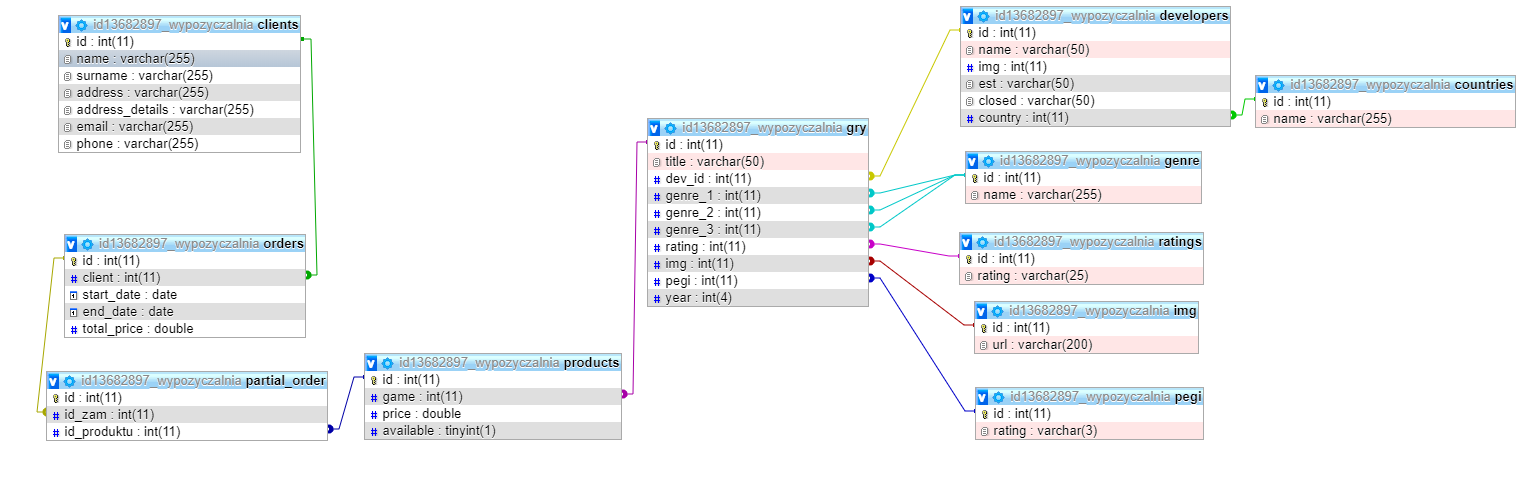 id13682897_wypozyczalnia clients
id : int(11)
name : varchar(255)
surname : varchar(255)
address : varchar(255)
address_details : varchar(255)
email : varchar(255)
phone : varchar(255)
id13682897_wypozyczalnia orders
id : int(11)
client : int(11)
start_date : date
end_date : date
total_price : double
id13682897_wypozyczalnia partial_order
id : int(11)
id_zam : int(11)
id_produktu : int(11)
id13682897_wypozyczalnia products
id : int(11)
game : int(11)
price : double
available : tinyint(1)
id13682897_wypozyczalnia gry
id : int(11)
title : varchar(50)
dev_id : int(11)
genre_1 : int(11)
genre_2 : int(11)
genre_3 : int(11)
rating : int(11)
img : int(11)
pegi : int(11)
year : int(4)
id13682897_wypozyczalnia developers
id : int(11)
name : varchar(50)
img : int(11)
est : varchar(50)
closed : varchar(50)
country : int(11)
id13682897_wypozyczalnia countries
id : int(11)
name : varchar(255)
id13682897_wypozyczalnia genre
id : int(11)
name : varchar(255)
id13682897_wypozyczalnia ratings
id : int(11)
rating : varchar(25)
id13682897_wypozyczalnia img
id : int(11)
url : varchar(200)
id13682897_wypozyczalnia pegi
id : int(11)
rating : varchar(3)